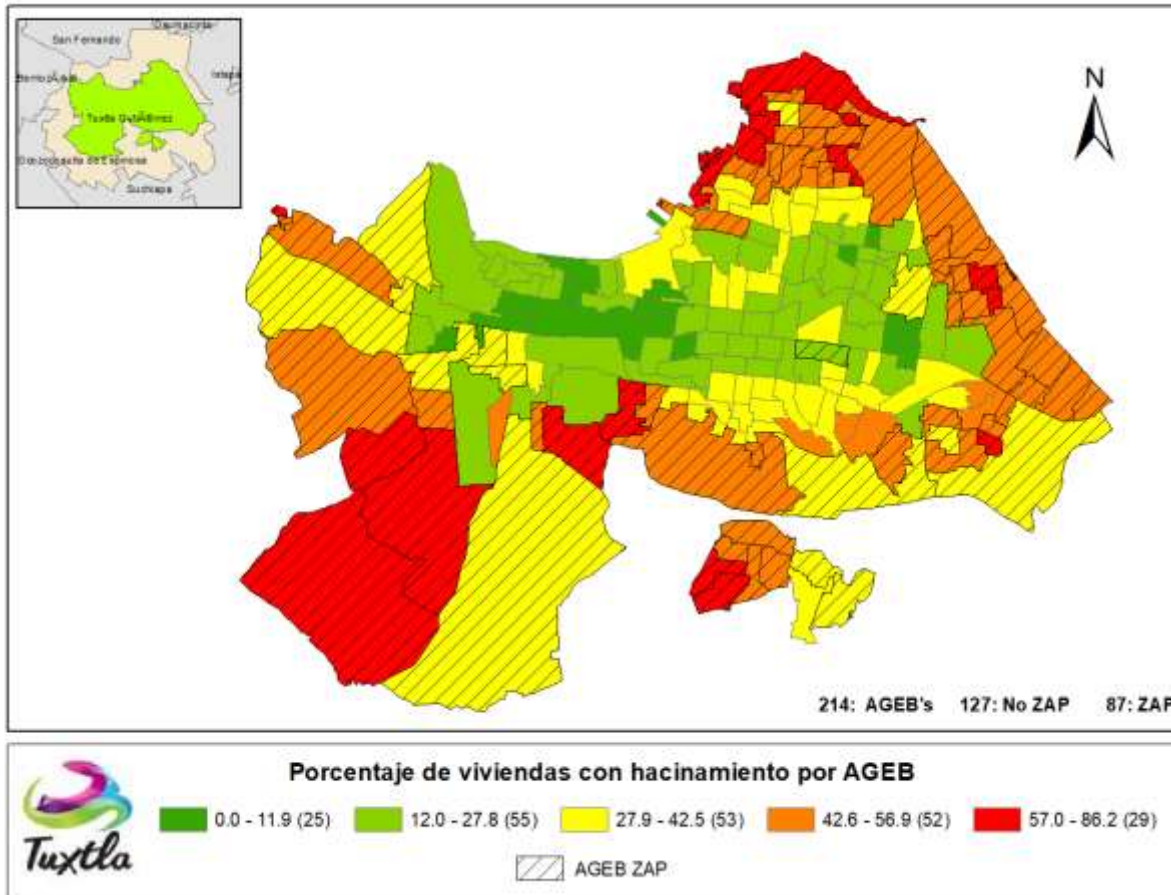 San Fernando
Tuxtla Gutiérrez
Suchiapa
N
214: AGEB's 127: No ZAP 87: ZAP
Porcentaje de viviendas con hacinamiento por AGEB
0.0 - 11.9 (25) 12.0 - 27.8 (55) 27.9 - 42.5 (53) 42.6 - 56.9 (52) 57.0 - 86.2 (29)
AGEB ZAP
Tuxtla